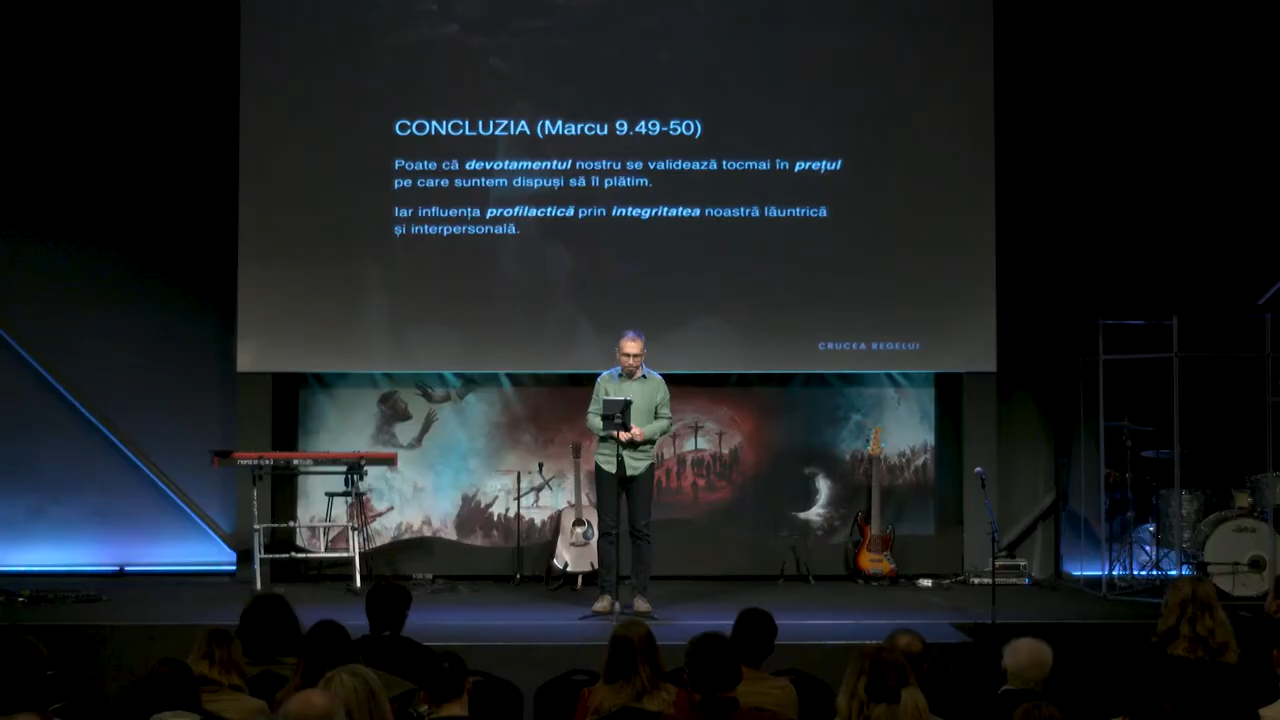 CONCLUZIA (Marcu 9.49-50)
Poate că devotamentul nostru se validează tocmai în prețul
pe care suntem dispuși să îl plătim.
Iar influența profilactică prin integritatea noastră lăuntrică
și interpersonală.
CRUCEA REGELUI
nord